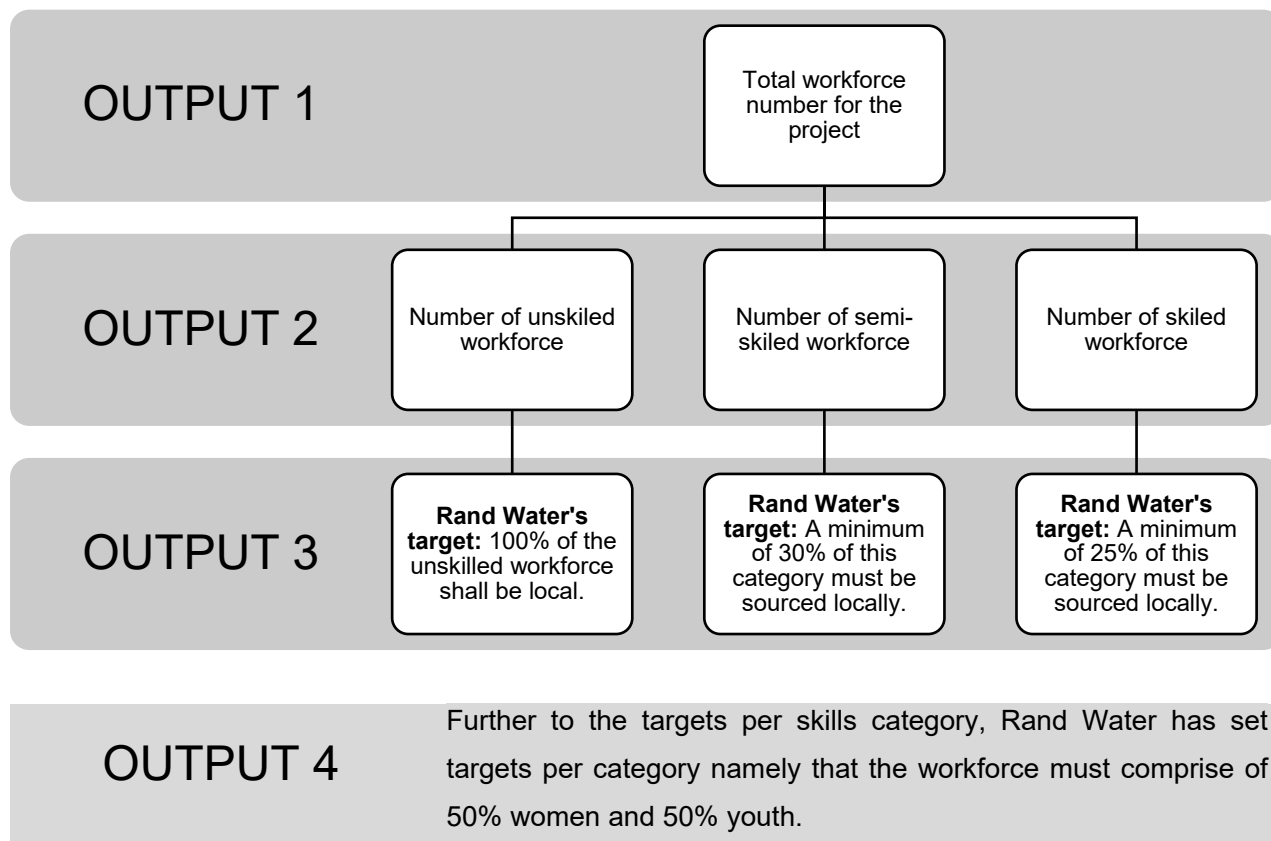 OUTPUT 1
Total workforce
number for the
project
OUTPUT 2
Number of unskiled
workforce
Number of semi-
skiled workforce
Number of skiled
workforce
OUTPUT 3
Rand Water's
target: 100% of the
unskilled workforce
shall be local.
Rand Water's
target: A minimum
of 30% of this
category must be
sourced locally.
Rand Water's
target: A minimum
of 25% of this
category must be
sourced locally.
OUTPUT 4
Further to the targets per skills category, Rand Water has set
targets per category namely that the workforce must comprise of
50% women and 50% youth.